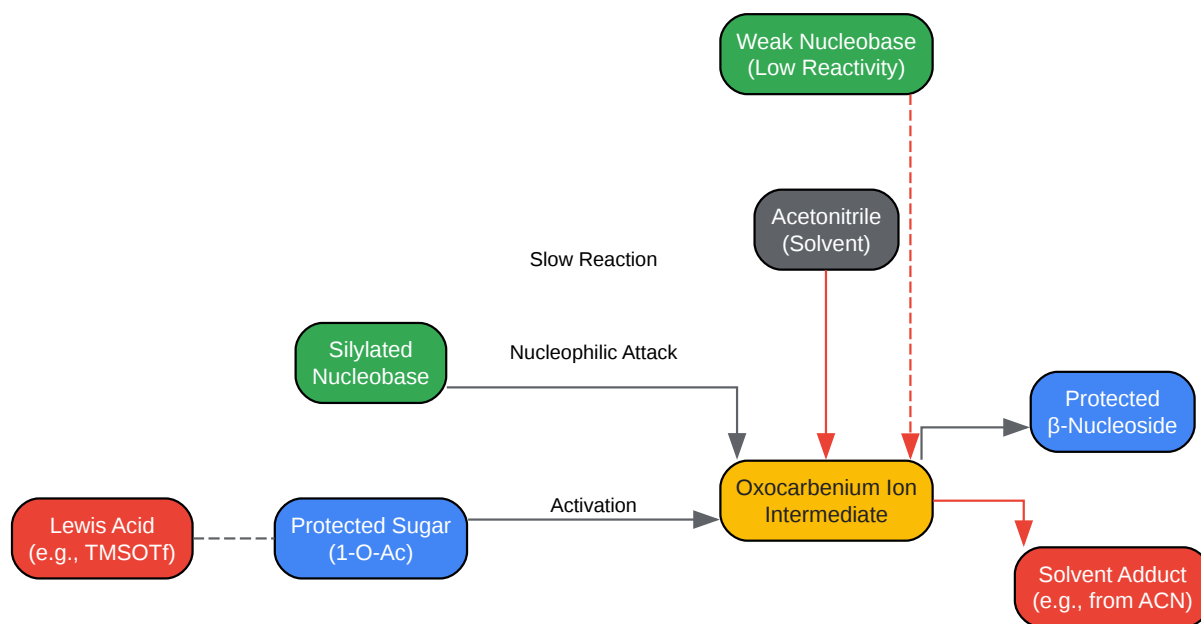 Weak Nucleobase
(Low Reactivity)
Acetonitrile
(Solvent)
Slow Reaction
Silylated
Nucleobase
Nucleophilic Attack
Protected
β-Nucleoside
Lewis Acid
(e.g., TMSOTf)
Protected Sugar
(1-O-Ac)
Activation
Oxocarbenium Ion
Intermediate
Solvent Adduct
(e.g., from ACN)